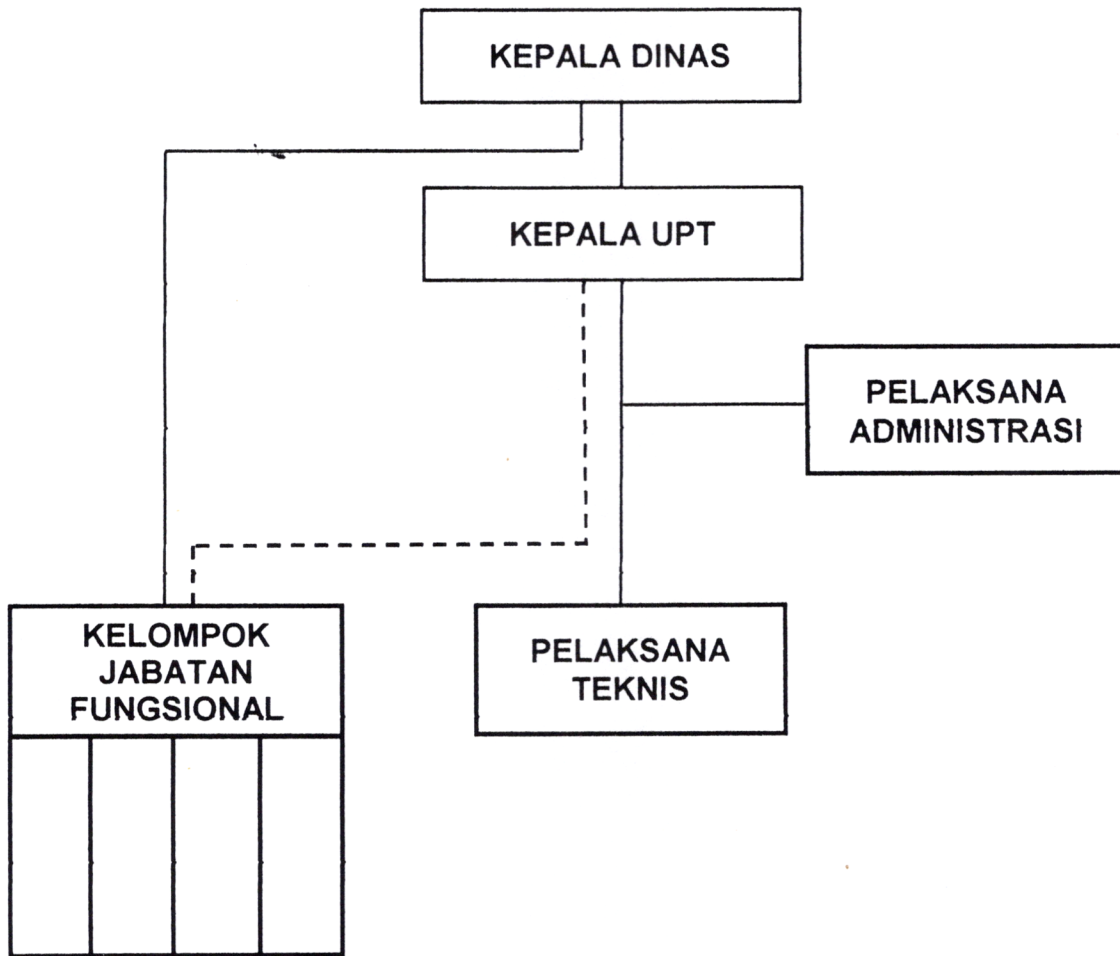 KEPALA DINAS
KEPALA UPT
PELAKSANA
ADMINISTRASI
KELOMPOK
JABATAN
FUNGSIONAL
PELAKSANA
TEKNIS